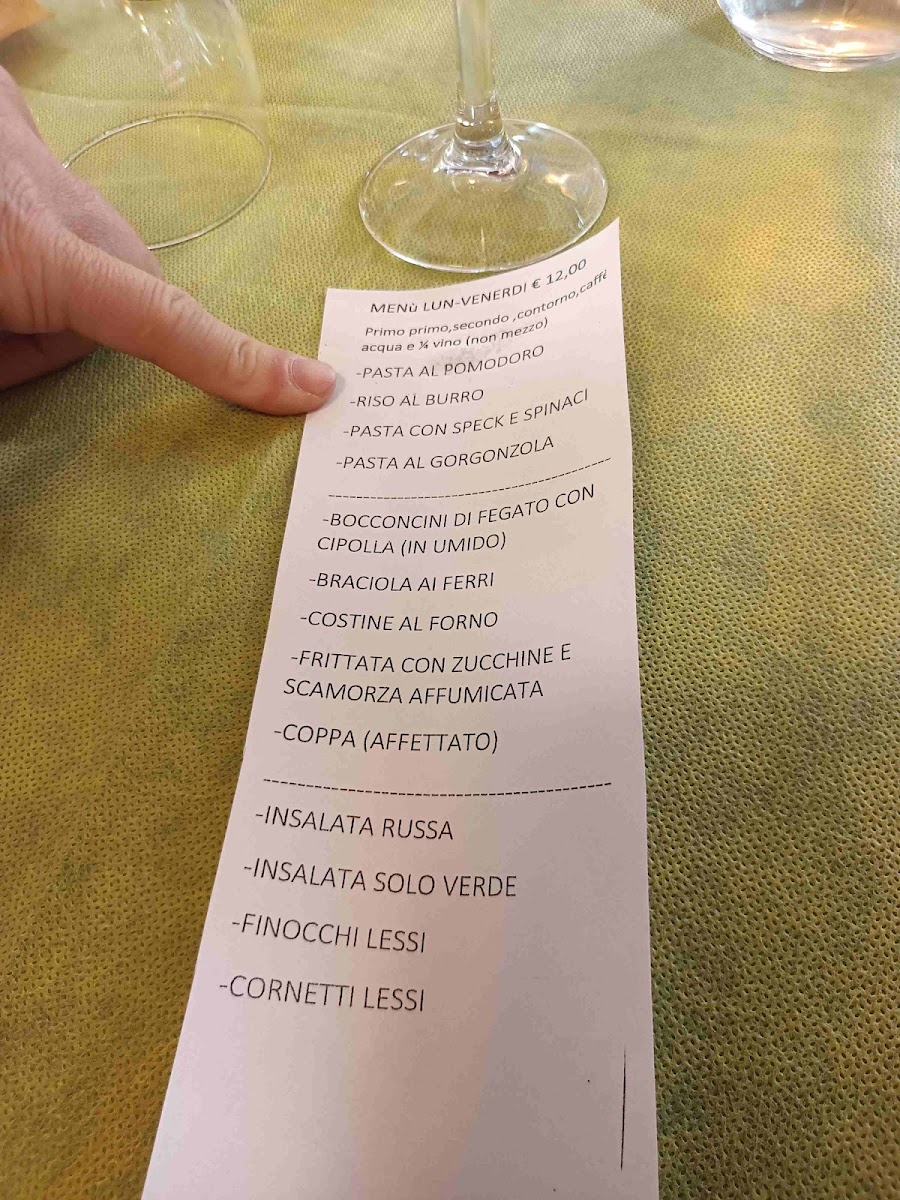 MENù LUN-VENERDI € 12,00
Primo primo,secondo ,contorno,caffè
acqua e ¼ vino (non mezzo)
-PASTA AL POMODORO
-RISO AL BURRO
-PASTA CON SPECK E SPINACI
-PASTA AL GORGONZOLA
-BOCCONCINI DI FEGATO CON
CIPOLLA (IN UMIDO)
-BRACIOLA AI FERRI
-COSTINE AL FORNO
-FRITTATA CON ZUCCHINE E
SCAMORZA AFFUMICATA
-COPPA (AFFETTATO)
-INSALATA RUSSA
-INSALATA SOLO VERDE
-FINOCCHI LESSI
-CORNETTI LESSI